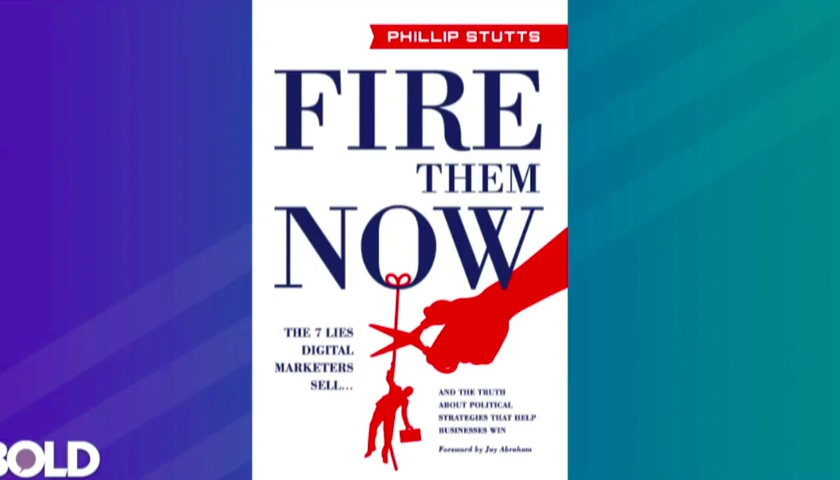 PHILLIP STUTTS
FIRE
THEM
NOW
THE 7 LIES
DIGITAL
MARKETERS
SELL...
AND THE TRUTH
ABOUT POLITICAL
STRATEGIES THAT HELP
BUSINESSES WIN
Foreword by Jay Abraham
BOLD